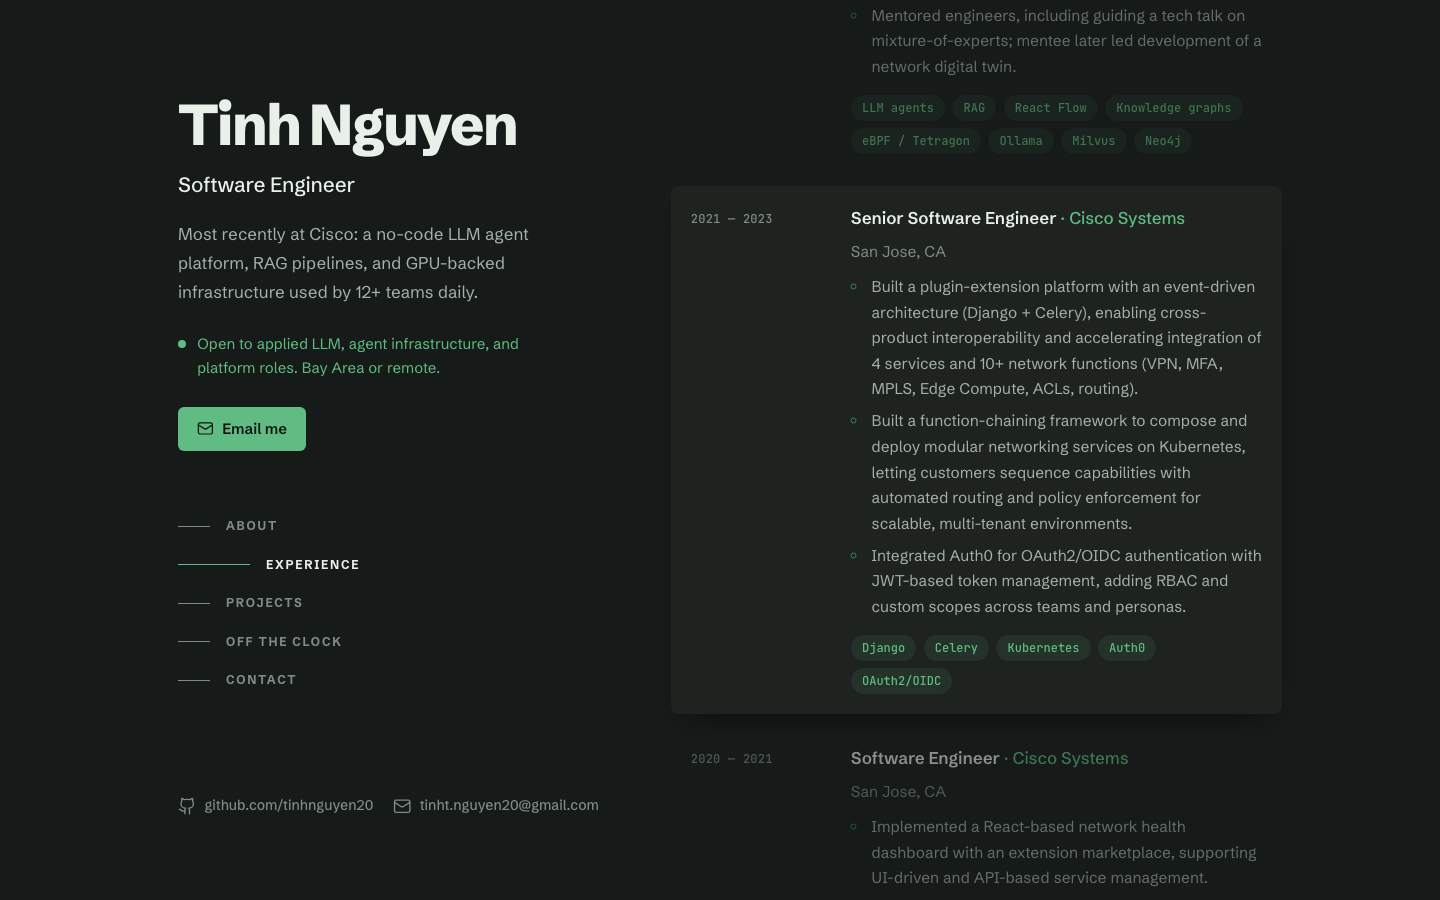 Tinh Nguyen
Software Engineer
Most recently at Cisco: a no-code LLM agent
platform, RAG pipelines, and GPU-backed
infrastructure used by 12+ teams daily.
Open to applied LLM, agent infrastructure, and
platform roles. Bay Area or remote.
Email me
ABOUT
EXPERIENCE
PROJECTS
OFF THE CLOCK
CONTACT
github.com/tinhnguyen20
tinht.nguyen20@gmail.com
Mentored engineers, including guiding a tech talk on
mixture-of-experts; mentee later led development of a
network digital twin.
LLM agents
RAG
React Flow
Knowledge graphs
eBPF / Tetragon
Ollama
Milvus
Neo4j
2021 — 2023
Senior Software Engineer · Cisco Systems
San Jose, CA
Built a plugin-extension platform with an event-driven
architecture (Django + Celery), enabling cross-
product interoperability and accelerating integration of
4 services and 10+ network functions (VPN, MFA,
MPLS, Edge Compute, ACLs, routing).
Built a function-chaining framework to compose and
deploy modular networking services on Kubernetes,
letting customers sequence capabilities with
automated routing and policy enforcement for
scalable, multi-tenant environments.
Integrated Auth0 for OAuth2/OIDC authentication with
JWT-based token management, adding RBAC and
custom scopes across teams and personas.
Django
Celery
Kubernetes
Auth0
OAuth2/OIDC
2020 — 2021
Software Engineer · Cisco Systems
San Jose, CA
Implemented a React-based network health
dashboard with an extension marketplace, supporting
UI-driven and API-based service management.